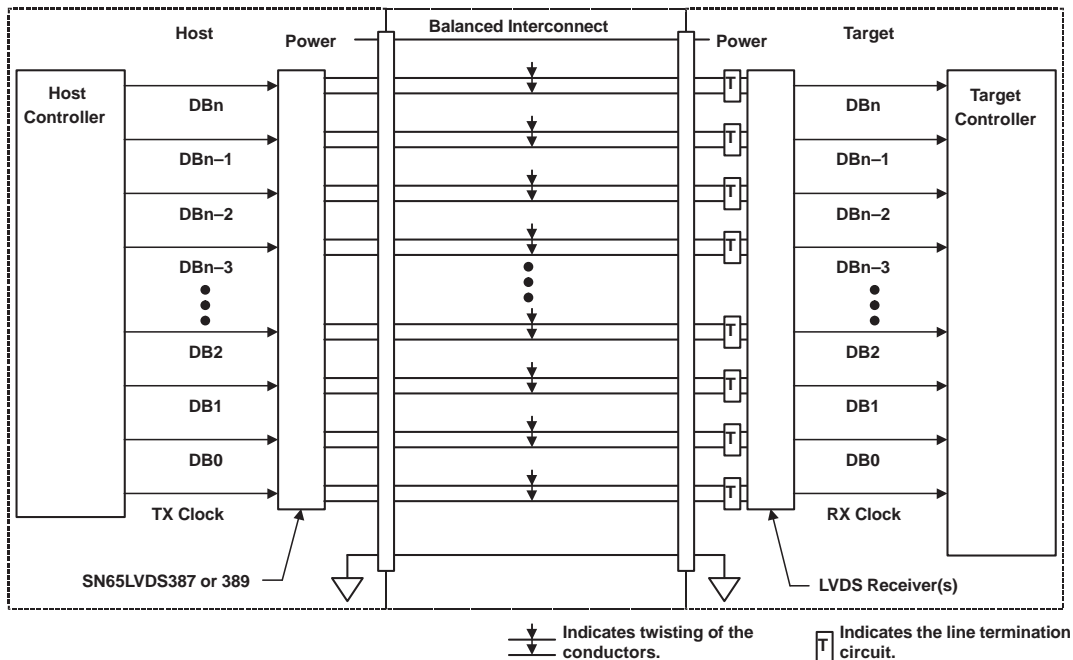 Balanced Interconnect
Host
Target
Power
Power
Host
Controller
Target
Controller
DBn
DBn–1
DBn–2
DBn–3
DB2
DB1
DB0
TX Clock
T
T
T
T
T
T
T
T
DBn
DBn–1
DBn–2
DBn–3
DB2
DB1
DB0
RX Clock
SN65LVDS387 or 389
LVDS Receiver(s)
Indicates twisting of the
conductors.
T
Indicates the line termination
circuit.